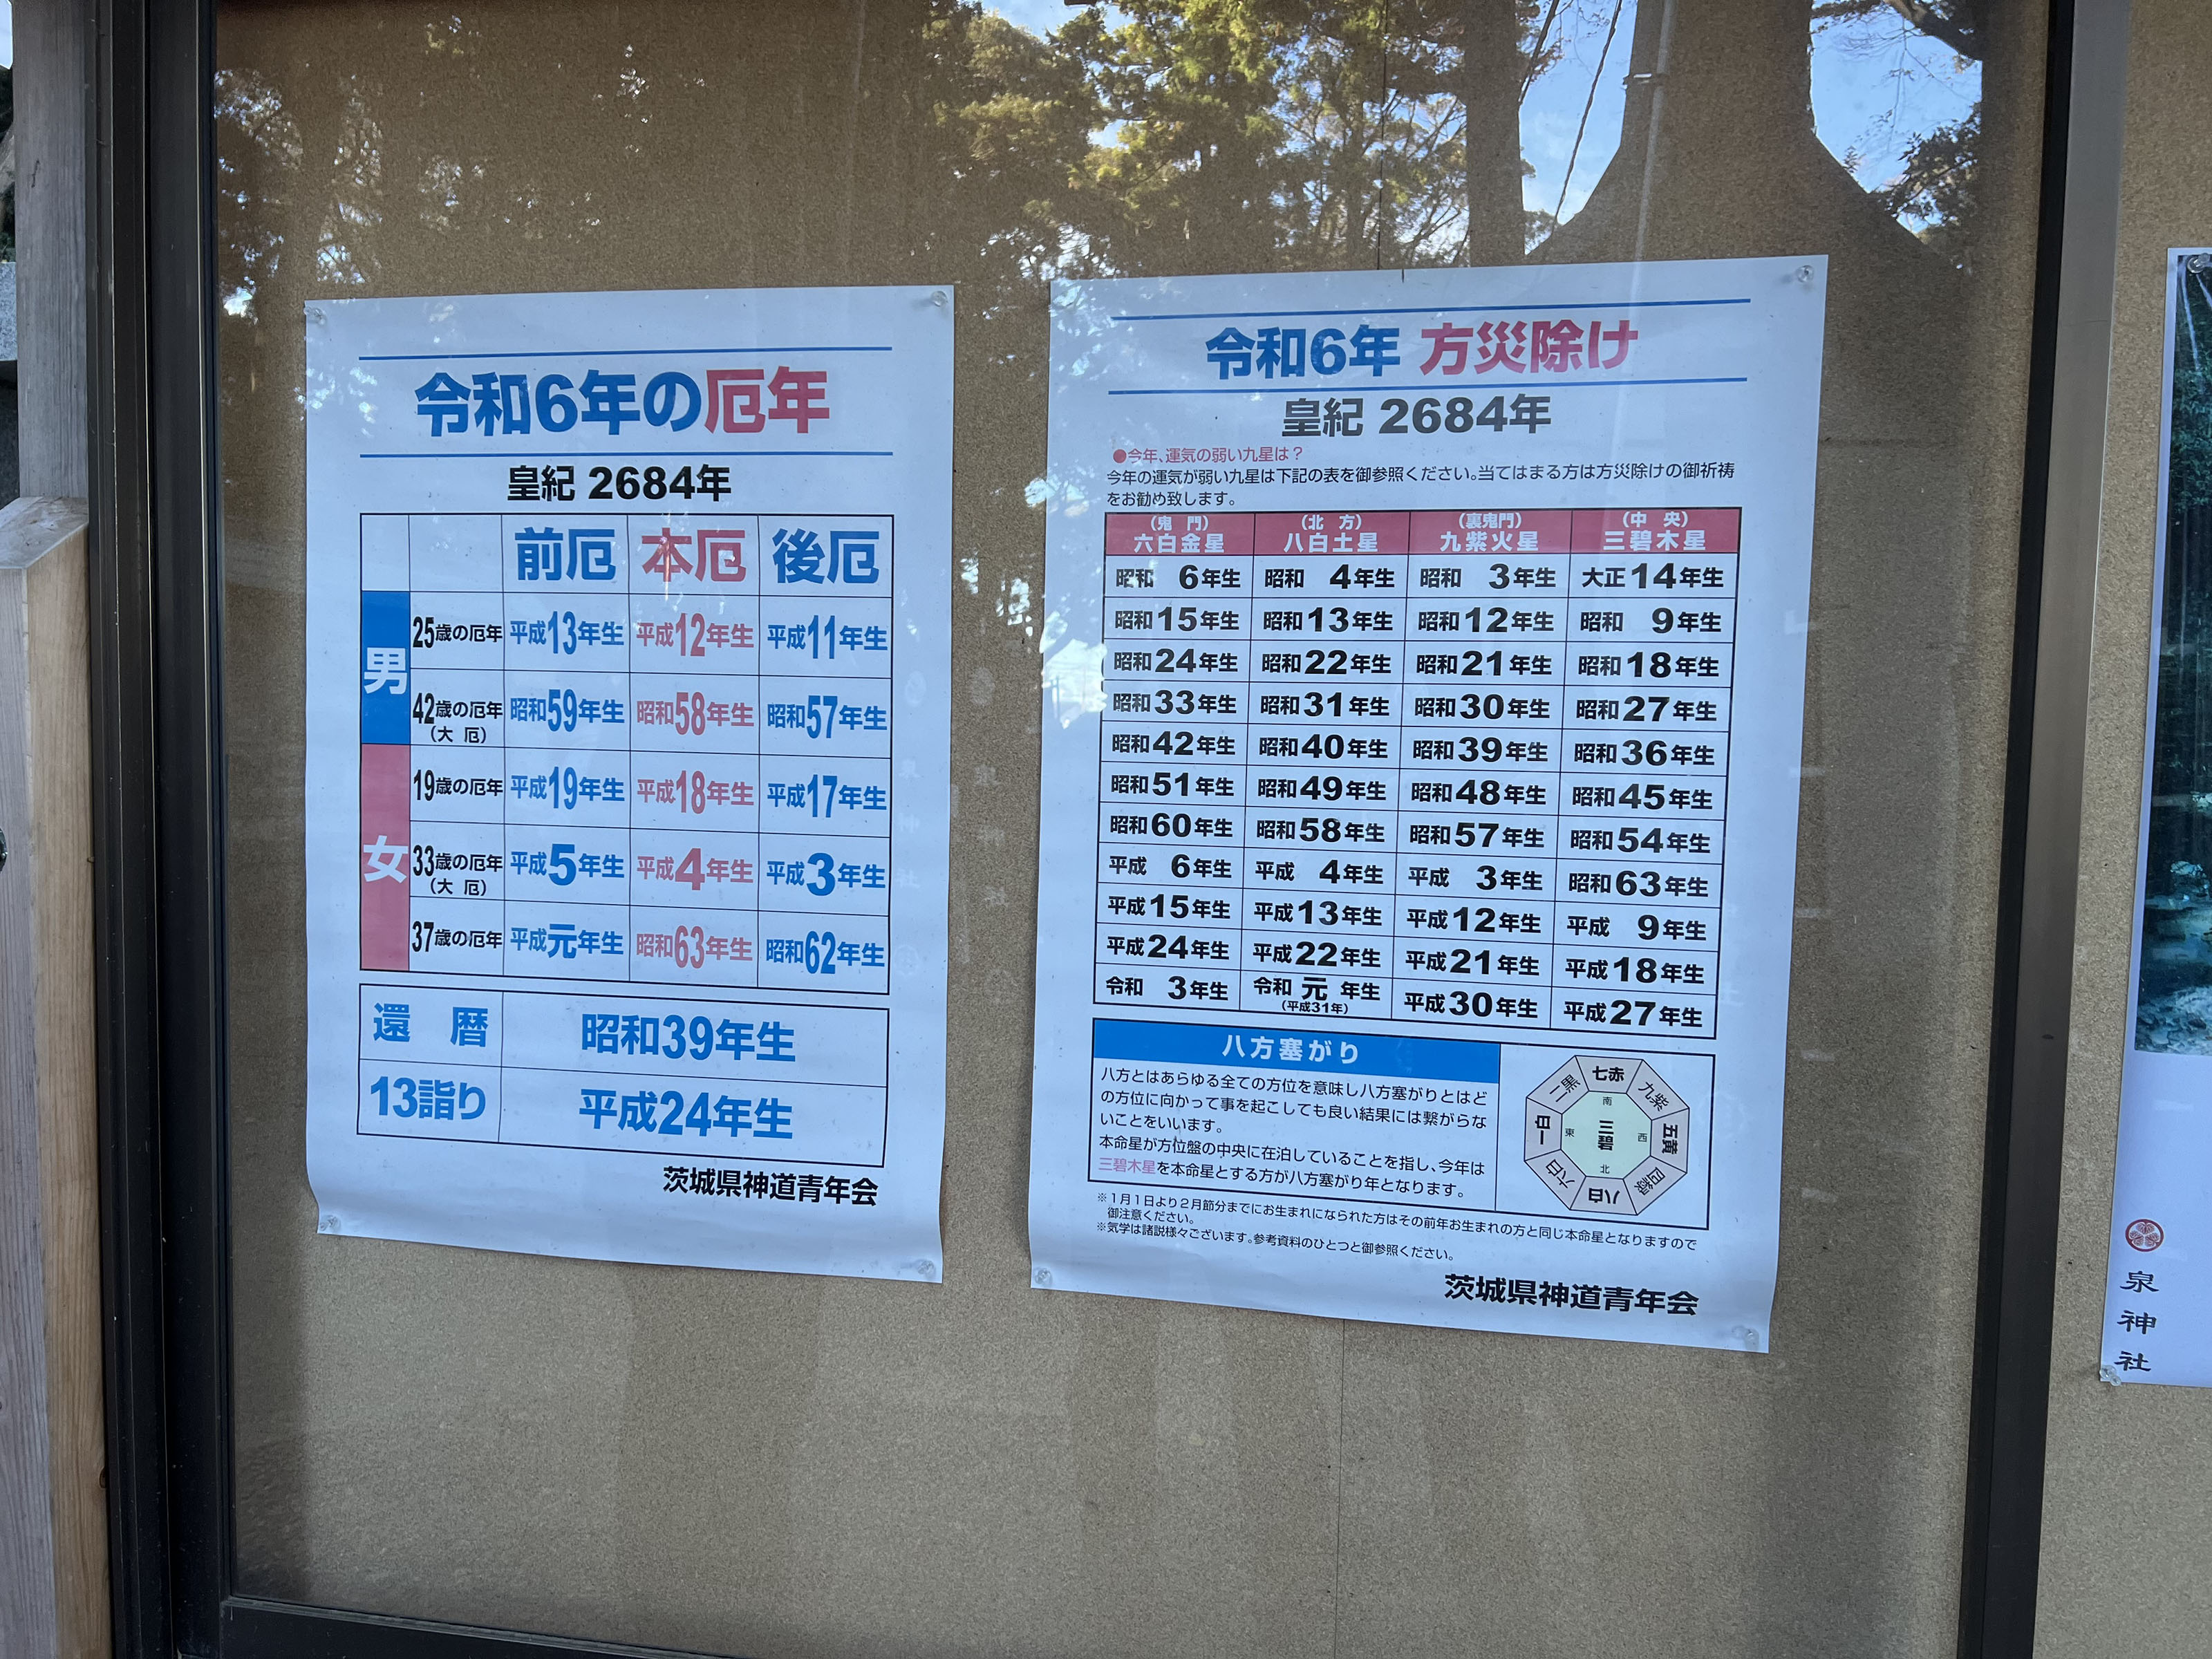 令和6年の厄年
皇紀 2684年
前厄 本厄 後厄
男
25歳の厄年 平成13年生 平成12年生 平成11年生
42歳の厄年 昭和59年生 昭和58年生 昭和57年生
(大 厄)
女
19歳の厄年 平成19年生 平成18年生 平成17年生
33歳の厄年 平成5年生 平成4年生 平成3年生
(大 厄)
37歳の厄年 平成元年生 昭和63年生 昭和62年生
還 暦 昭和39年生
13詣り 平成24年生
茨城県神道青年会
令和6年 方災除け
皇紀 2684年
●今年、運気の弱い九星は?
今年の運気が弱い九星は下記の表を御参照ください。当てはまる方は方災除けの御祈祷
をお勧め致します。
(鬼 門) (北 方) (裏鬼門) (中 央)
六白金星 八白土星 九紫火星 三碧木星
昭和 6年生 昭和 4年生 昭和 3年生 大正14年生
昭和15年生 昭和13年生 昭和12年生 昭和 9年生
昭和24年生 昭和22年生 昭和21年生 昭和18年生
昭和33年生 昭和31年生 昭和30年生 昭和27年生
昭和42年生 昭和40年生 昭和39年生 昭和36年生
昭和51年生 昭和49年生 昭和48年生 昭和45年生
昭和60年生 昭和58年生 昭和57年生 昭和54年生
平成 6年生 平成 4年生 平成 3年生 昭和63年生
平成15年生 平成13年生 平成12年生 平成 9年生
平成24年生 平成22年生 平成21年生 平成18年生
令和 3年生 令和 元 年生 平成30年生 平成27年生
(平成31年)
八方塞がり
八方とはあらゆる全ての方位を意味し八方塞がりとはど
の方位に向かって事を起こしても良い結果には繋がらな
いことをいいます。
本命星が方位盤の中央に在泊していることを指し、今年は
三碧木星を本命星とする方が八方塞がり年となります。
七赤
二黒 九紫
南
一白 東 三碧 西 五黄
北
六白 四緑
八白
※1月1日より2月節分までにお生まれになられた方はその前年お生まれの方と同じ本命星となりますので
御注意ください。
※気学は諸説様々ございます。参考資料のひとつと御参照ください。
茨城県神道青年会
泉神社